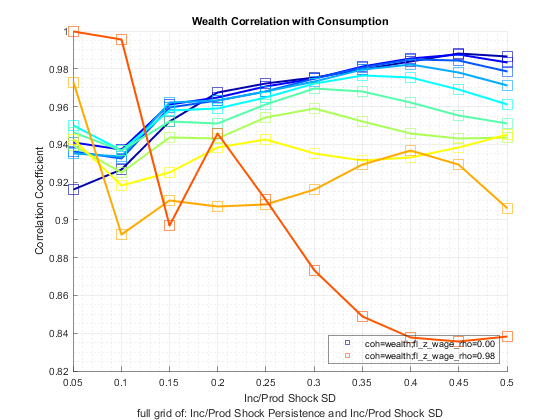 Wealth Correlation with Consumption
1
0.98
0.96
0.94
0.92
0.9
0.88
0.86
0.84
0.82
Correlation Coefficient
0.05 0.1 0.15 0.2 0.25 0.3 0.35 0.4 0.45 0.5
coh=wealth;fl_z_wage_rho=0.00
coh=wealth;fl_z_wage_rho=0.98
Inc/Prod Shock SD
full grid of: Inc/Prod Shock Persistence and Inc/Prod Shock SD